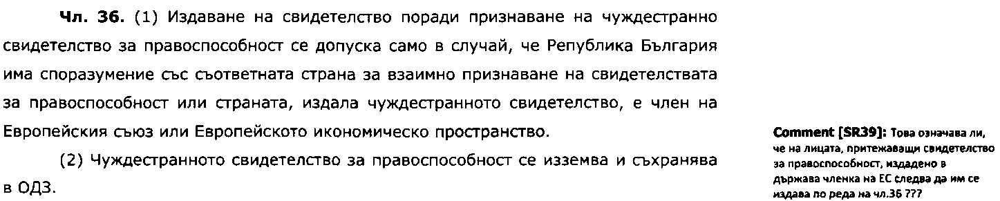 Чл. 36. (1) Издаване на свидетелство поради признаване на чуждестранно
свидетелство за правоспособност се допуска само в случай, че Република България
има споразумение със съответната страна за взаимно признаване на свидетелствата
за правоспособност или страната, издала чуждестранното свидетелство, е член на
Европейския съюз или Европейското икономическо пространство.
(2) Чуждестранното свидетелство за правоспособност се изземва и съхранява
в ОДЗ.
Comment [SR39]: Това означава ли,
че на лицата, притежаващи свидетелство
за правоспособност, издадено в
държава членка на ЕС следва да им се
издава по реда на чл.36 ???